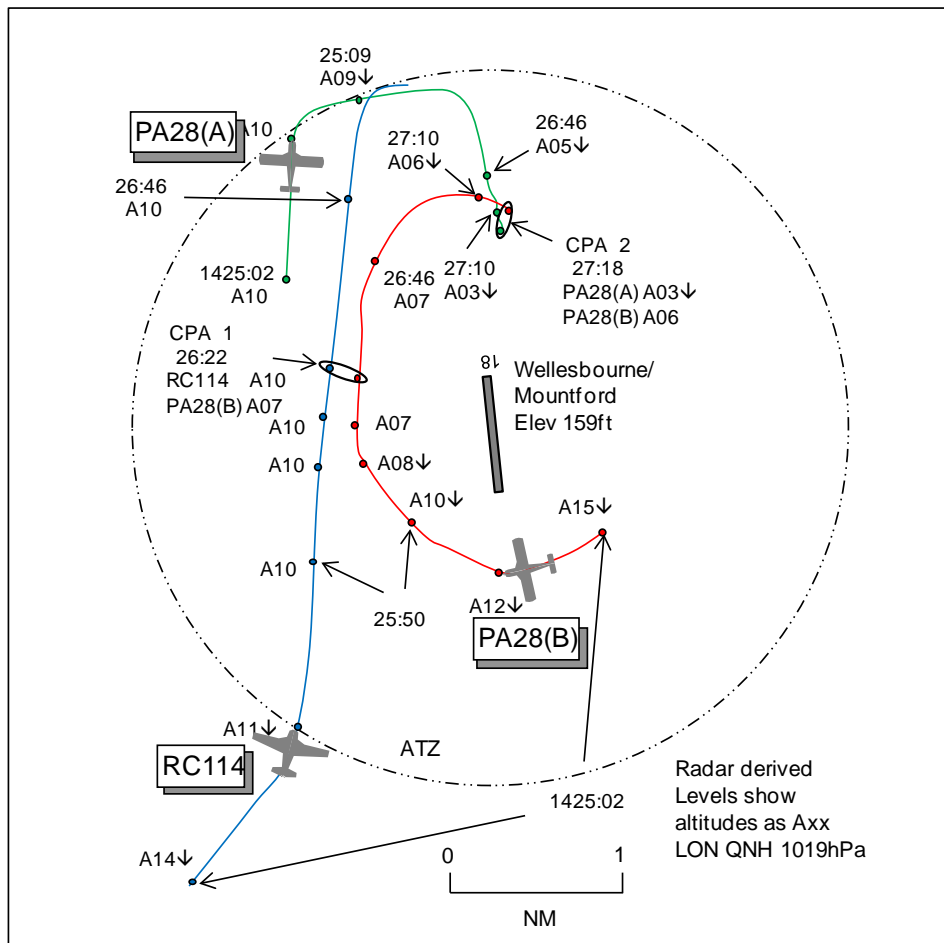 25:09
A09↓
PA28(A)
A10
27:10
A06↓
26:46
A05↓
26:46
A10
1425:02
A10
26:46
A07
27:10
A03↓
CPA 2
27:18
PA28(A) A03↓
PA28(B) A06
CPA 1
26:22
RC114 A10
PA28(B) A07
18
Wellesbourne/
Mountford
Elev 159ft
A10
A07
A10
A08↓
A10↓
A15↓
A10
25:50
A12↓
PA28(B)
A11↓
ATZ
RC114
1425:02
A14↓
Radar derived
Levels show
altitudes as Axx
LON QNH 1019hPa
0 1
NM